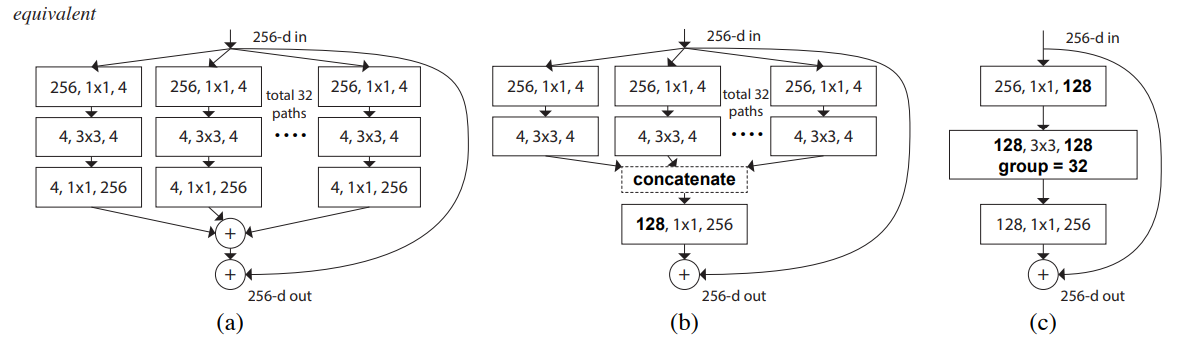 equivalent
256-d in
256, 1x1, 4
256, 1x1, 4
256, 1x1, 4
total 32
paths
4, 3x3, 4
4, 3x3, 4
....
4, 3x3, 4
4, 1x1, 256
4, 1x1, 256
4, 1x1, 256
+
+
256-d out
(a)
256-d in
256, 1x1, 4
256, 1x1, 4
256, 1x1, 4
total 32
paths
4, 3x3, 4
4, 3x3, 4
....
4, 3x3, 4
concatenate
128, 1x1, 256
+
256-d out
(b)
256-d in
256, 1x1, 128
128, 3x3, 128
group = 32
128, 1x1, 256
+
256-d out
(c)